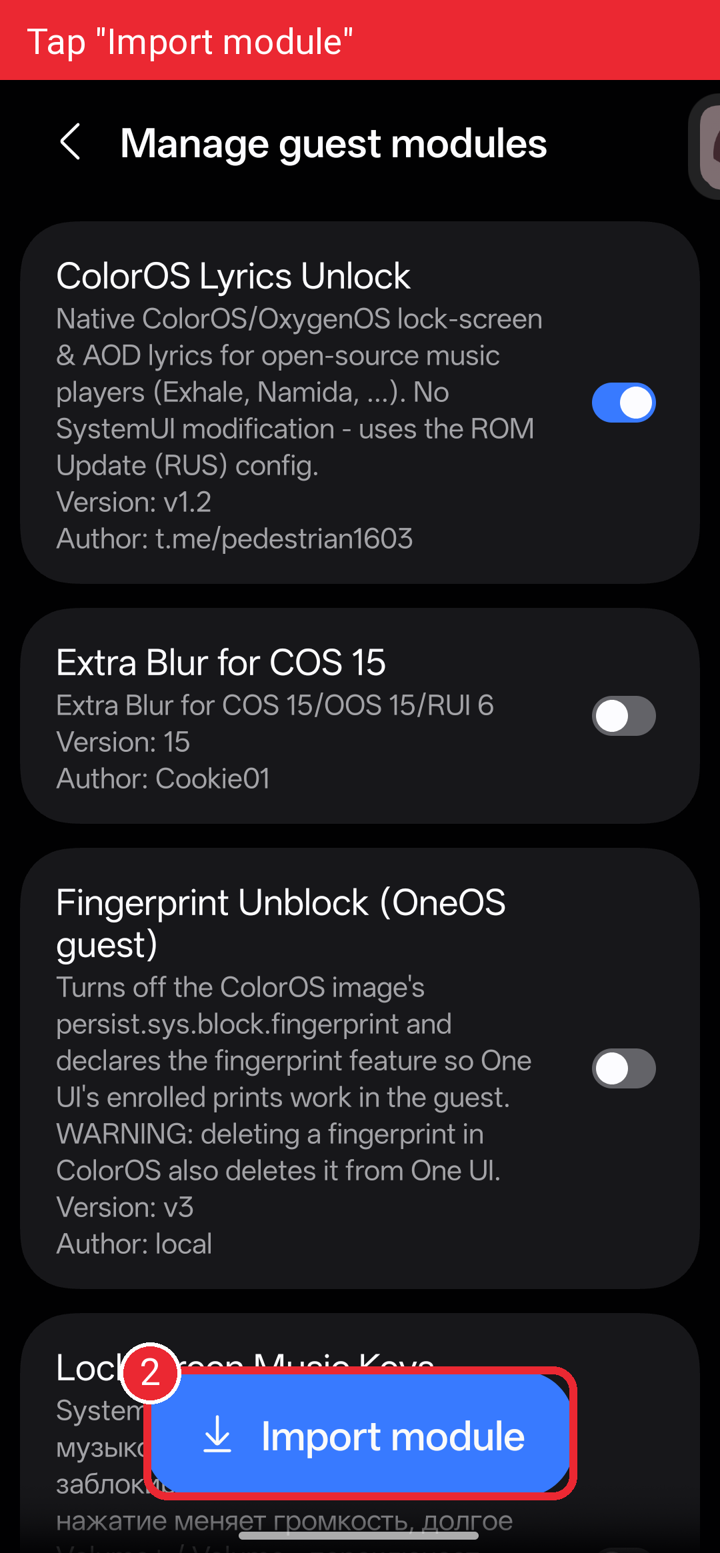 Tap "Import module"
Manage guest modules
ColorOS Lyrics Unlock
Native ColorOS/OxygenOS lock-screen
& AOD lyrics for open-source music
players (Exhale, Namida, ...). No
SystemUI modification - uses the ROM
Update (RUS) config.
Version: v1.2
Author: t.me/pedestrian1603
Extra Blur for COS 15
Extra Blur for COS 15/OOS 15/RUI 6
Version: 15
Author: Cookie01
Fingerprint Unblock (OneOS
guest)
Turns off the ColorOS image's
persist.sys.block.fingerprint and
declares the fingerprint feature so One
UI's enrolled prints work in the guest.
WARNING: deleting a fingerprint in
ColorOS also deletes it from One UI.
Version: v3
Author: local
Music Keys
2
System
Import module
нажатие меняет громкость, долгое